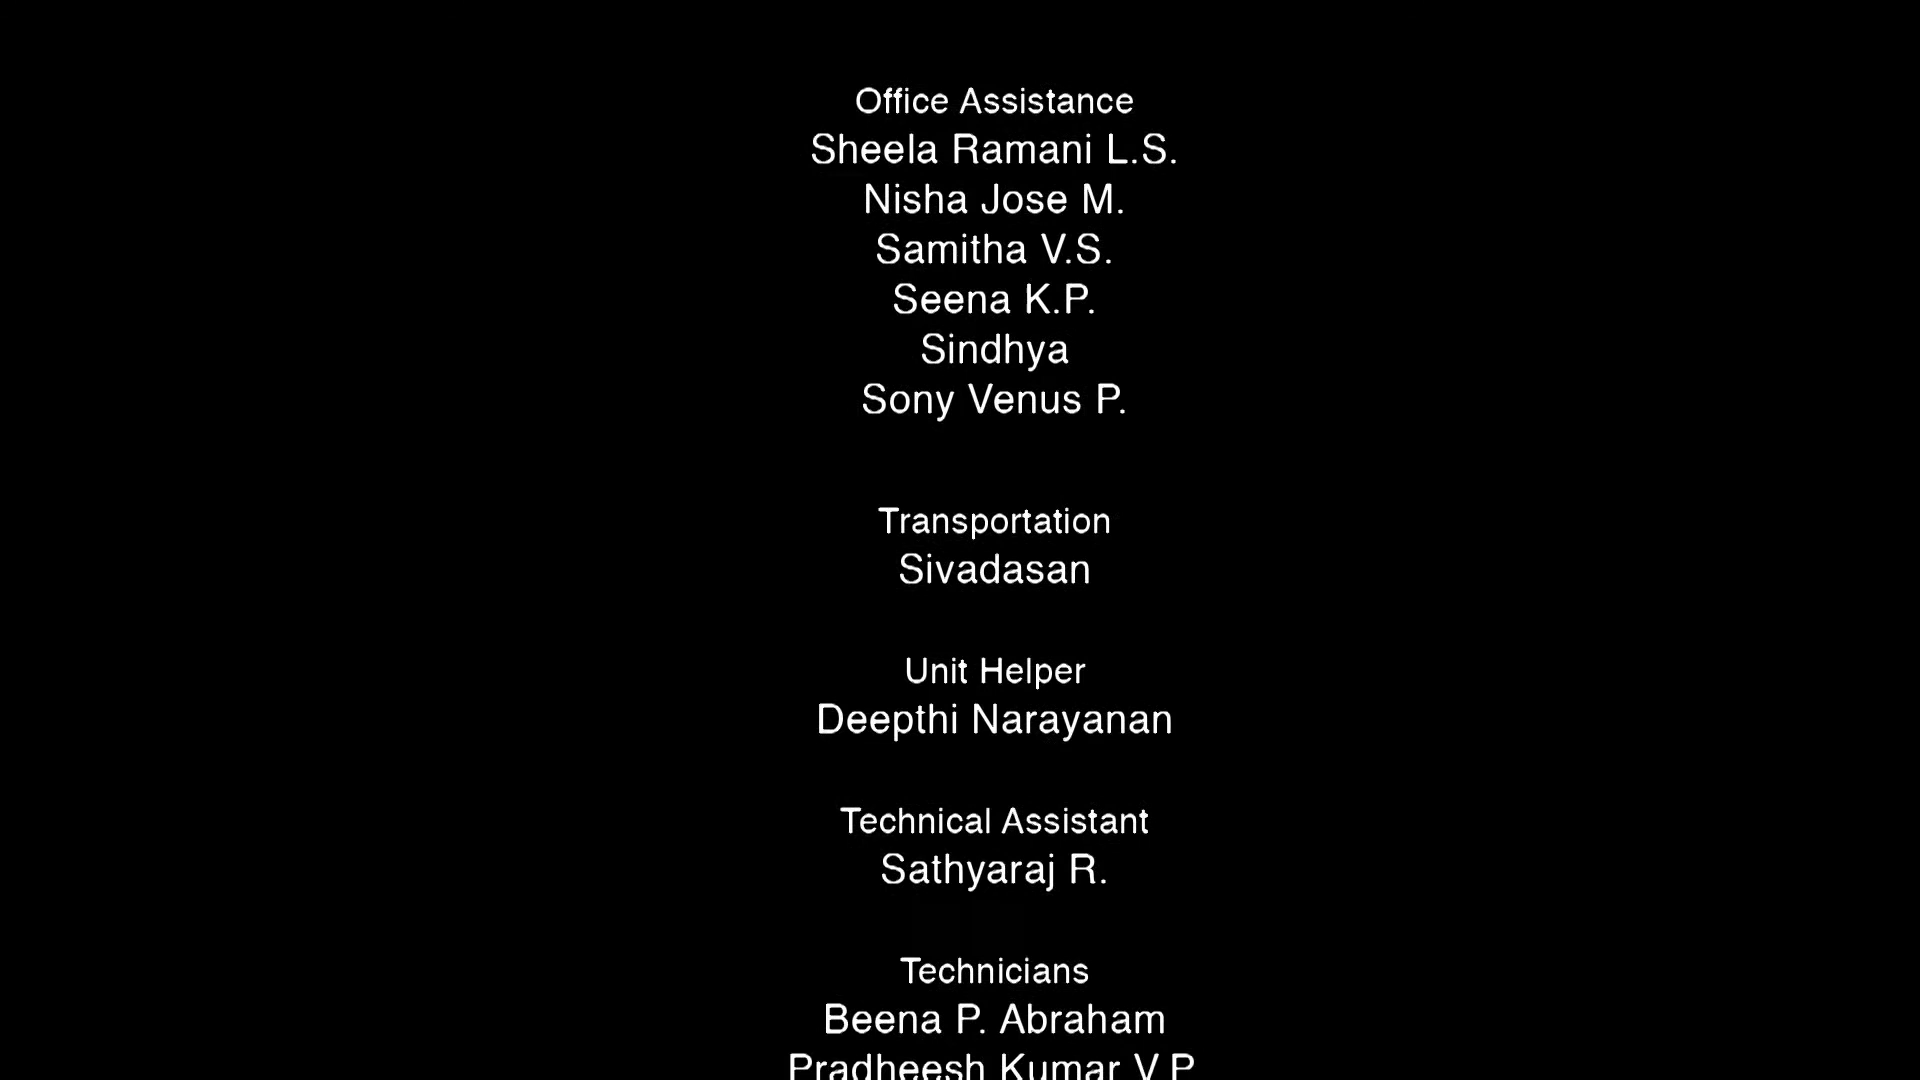 Office Assistance
Sheela Ramani L.S.
Nisha Jose M.
Samitha V.S.
Seena K.P.
Sindhya
Sony Venus P.
Transportation
Sivadasan
Unit Helper
Deepthi Narayanan
Technical Assistant
Sathyaraj R.
Technicians
Beena P. Abraham
Pradheesh Kumar V.P